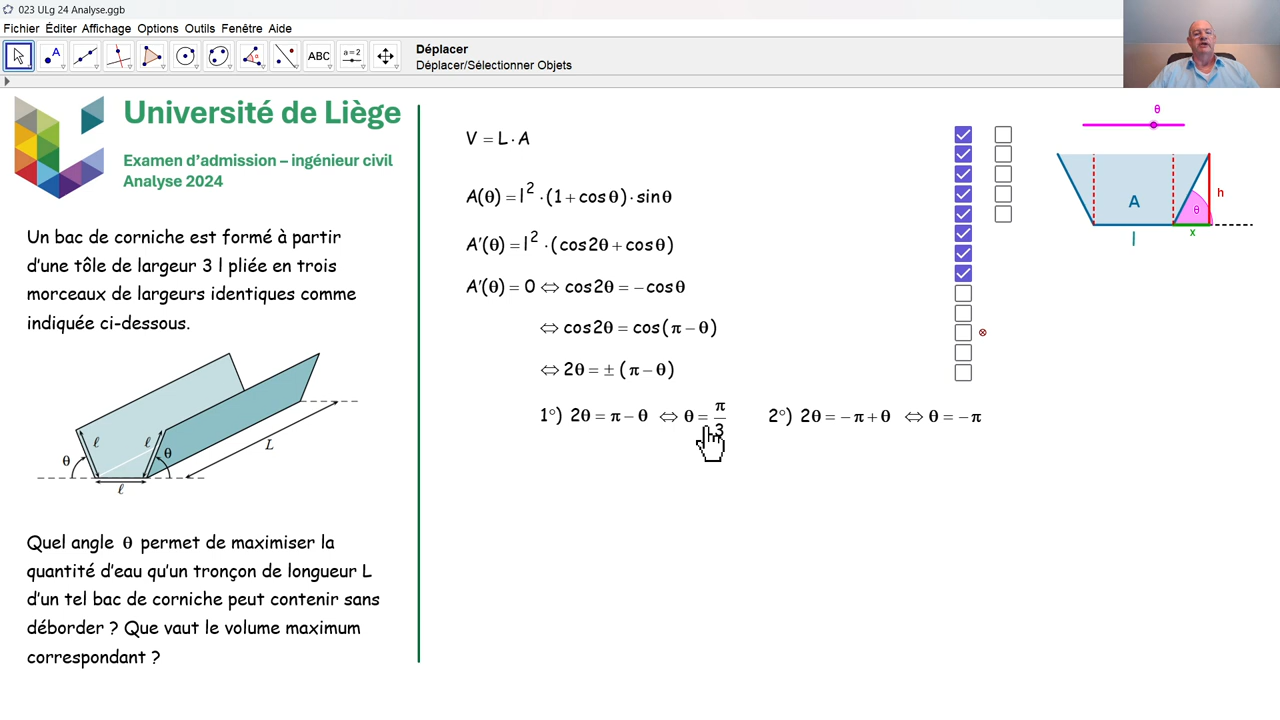 023 ULg 24 Analyse.ggb
Fichier Éditer Affichage Options Outils Fenêtre Aide
A
ABC
a=2
Déplacer
Déplacer/Sélectionner Objets
Université de Liège
Examen d'admission – ingénieur civil
Analyse 2024
Un bac de corniche est formé à partir
d'une tôle de largeur 3 l pliée en trois
morceaux de largeurs identiques comme
indiquée ci-dessous.
θ ℓ ℓ θ L
ℓ
Quel angle θ permet de maximiser la
quantité d'eau qu'un tronçon de longueur L
d'un tel bac de corniche peut contenir sans
déborder ? Que vaut le volume maximum
correspondant ?
V = L · A
A(θ) = l² · (1 + cos θ) · sin θ
A'(θ) = l² · (cos 2θ + cos θ)
A'(θ) = 0 ⇔ cos 2θ = − cos θ
⇔ cos 2θ = cos (π − θ)
⇔ 2θ = ± (π − θ)
1°) 2θ = π − θ ⇔ θ = π/3
2°) 2θ = − π + θ ⇔ θ = − π
θ
A
h
θ
l
x